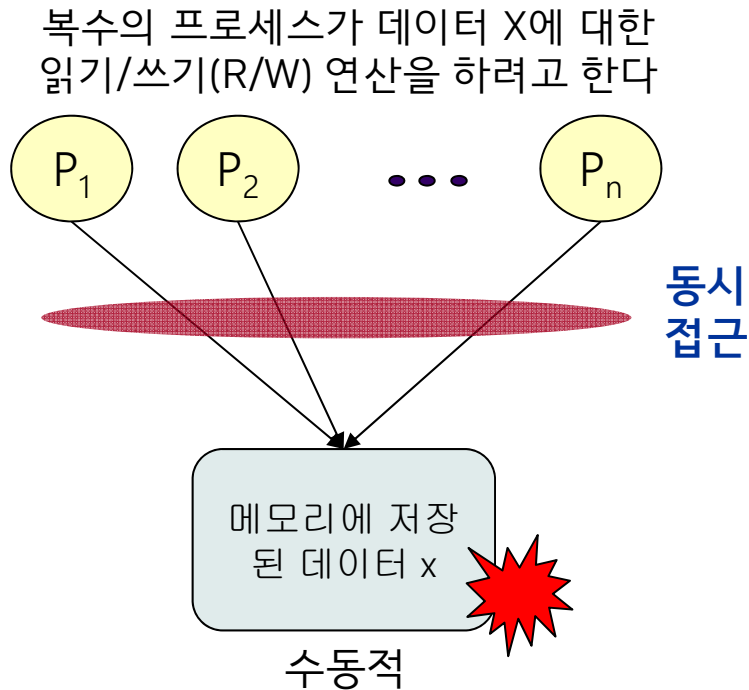 복수의 프로세스가 데이터 X에 대한
읽기/쓰기(R/W) 연산을 하려고 한다
P1 P2 Pn
동시
접근
메모리에 저장
된 데이터 x
수동적